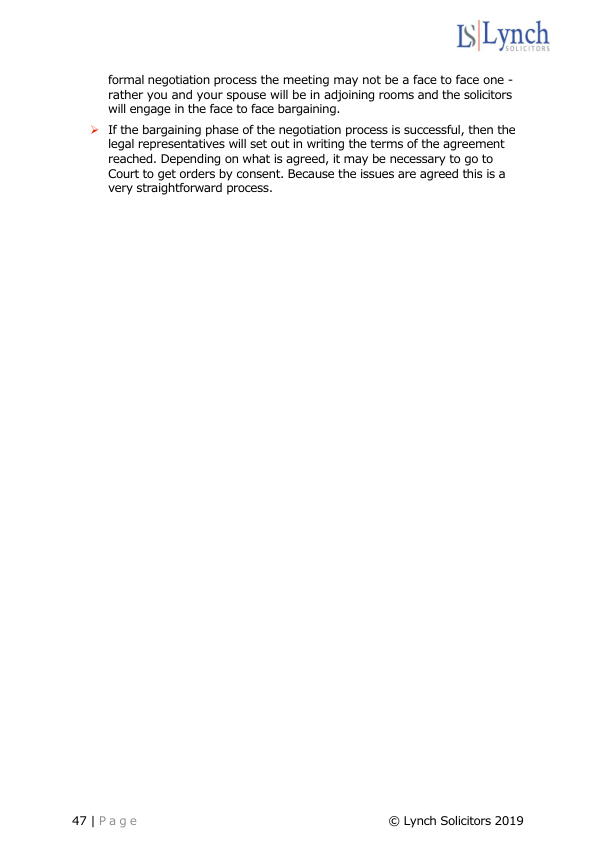 LS Lynch
SOLICITORS
formal negotiation process the meeting may not be a face to face one -
rather you and your spouse will be in adjoining rooms and the solicitors
will engage in the face to face bargaining.
➢ If the bargaining phase of the negotiation process is successful, then the
legal representatives will set out in writing the terms of the agreement
reached. Depending on what is agreed, it may be necessary to go to
Court to get orders by consent. Because the issues are agreed this is a
very straightforward process.
47 | P a g e © Lynch Solicitors 2019